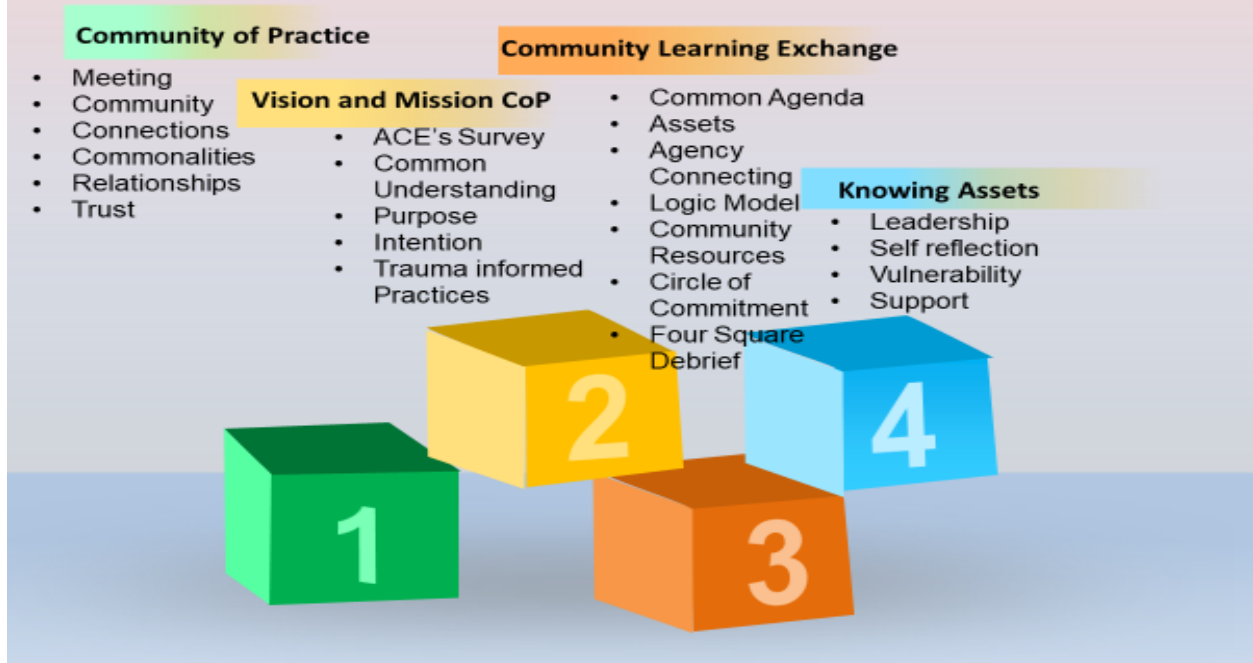 Community of Practice
• Meeting
• Community
• Connections
• Commonalities
• Relationships
• Trust
Vision and Mission CoP
• ACE's Survey
• Common
Understanding
• Purpose
• Intention
• Trauma informed
Practices
Community Learning Exchange
• Common Agenda
• Assets
• Agency
Connecting
• Logic Model
• Community
Resources
• Circle of
Commitment
• Four Square
Debrief
Knowing Assets
• Leadership
• Self reflection
• Vulnerability
• Support
1
2
3
4